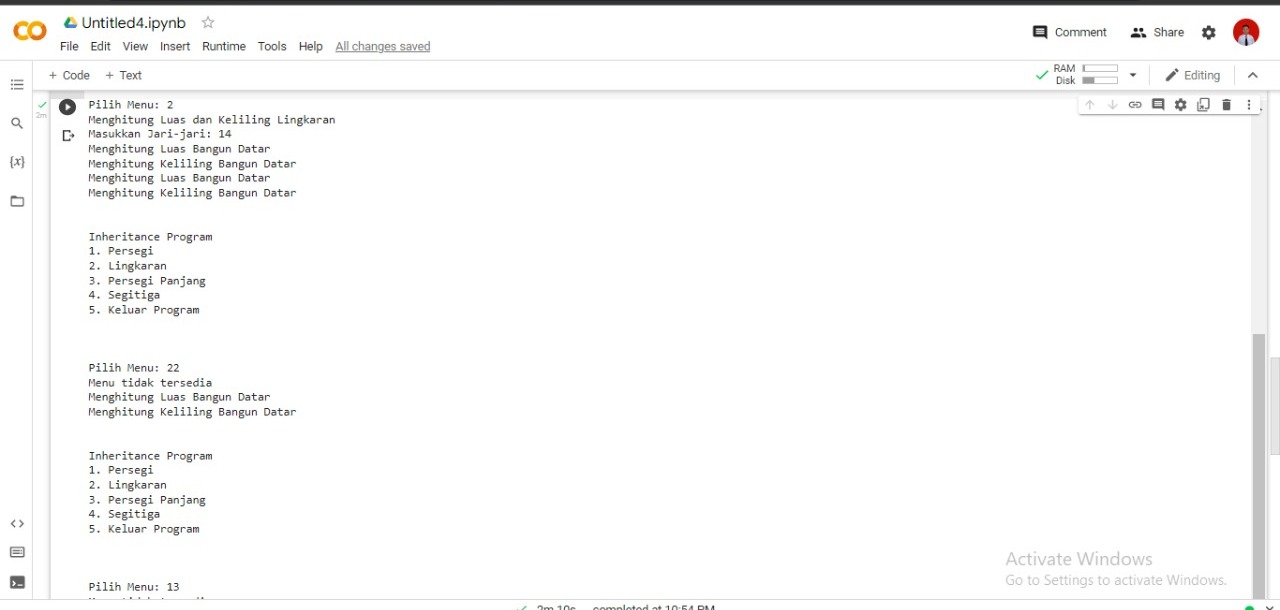 Untitled4.ipynb
File Edit View Insert Runtime Tools Help All changes saved
Comment Share
+ Code + Text
RAM
Disk
Editing
2m
{x}
Pilih Menu: 2
Menghitung Luas dan Keliling Lingkaran
Masukkan Jari-jari: 14
Menghitung Luas Bangun Datar
Menghitung Keliling Bangun Datar
Menghitung Luas Bangun Datar
Menghitung Keliling Bangun Datar
Inheritance Program
1. Persegi
2. Lingkaran
3. Persegi Panjang
4. Segitiga
5. Keluar Program
Pilih Menu: 22
Menu tidak tersedia
Menghitung Luas Bangun Datar
Menghitung Keliling Bangun Datar
Inheritance Program
1. Persegi
2. Lingkaran
3. Persegi Panjang
4. Segitiga
5. Keluar Program
Pilih Menu: 13
Activate Windows
Go to Settings to activate Windows.
2m 10s completed at 10:54 PM